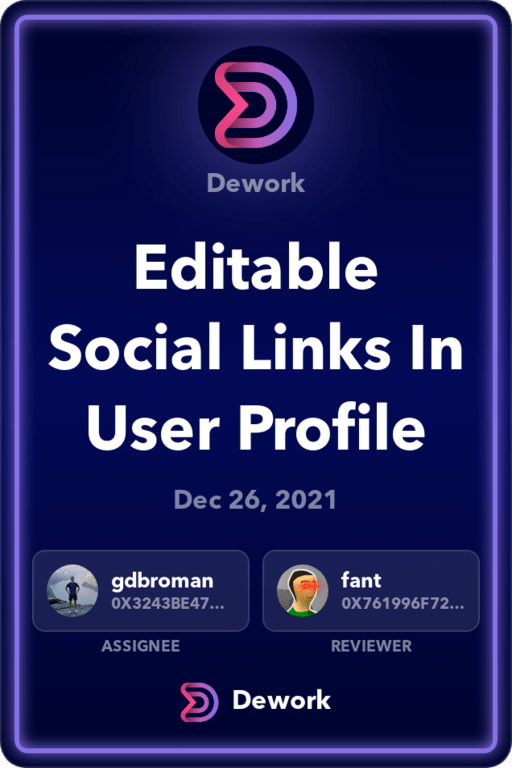 Dework
Editable
Social Links In
User Profile
Dec 26, 2021
gdbroman
0X3243BE47...
ASSIGNEE
fant
0X761996F72...
REVIEWER
Dework